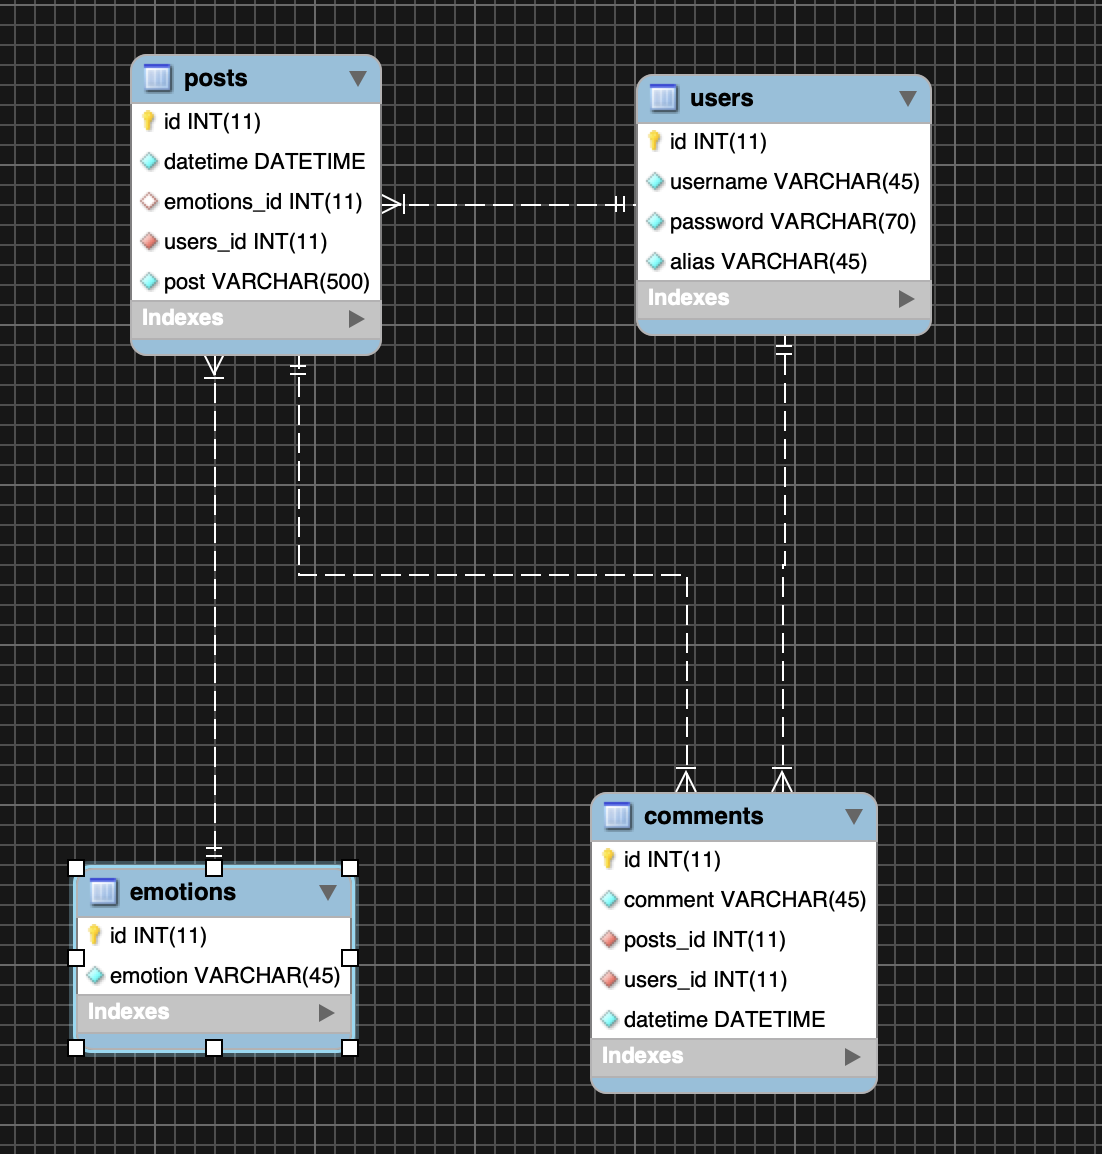 posts
id INT(11)
datetime DATETIME
emotions_id INT(11)
users_id INT(11)
post VARCHAR(500)
Indexes
users
id INT(11)
username VARCHAR(45)
password VARCHAR(70)
alias VARCHAR(45)
Indexes
emotions
id INT(11)
emotion VARCHAR(45)
Indexes
comments
id INT(11)
comment VARCHAR(45)
posts_id INT(11)
users_id INT(11)
datetime DATETIME
Indexes